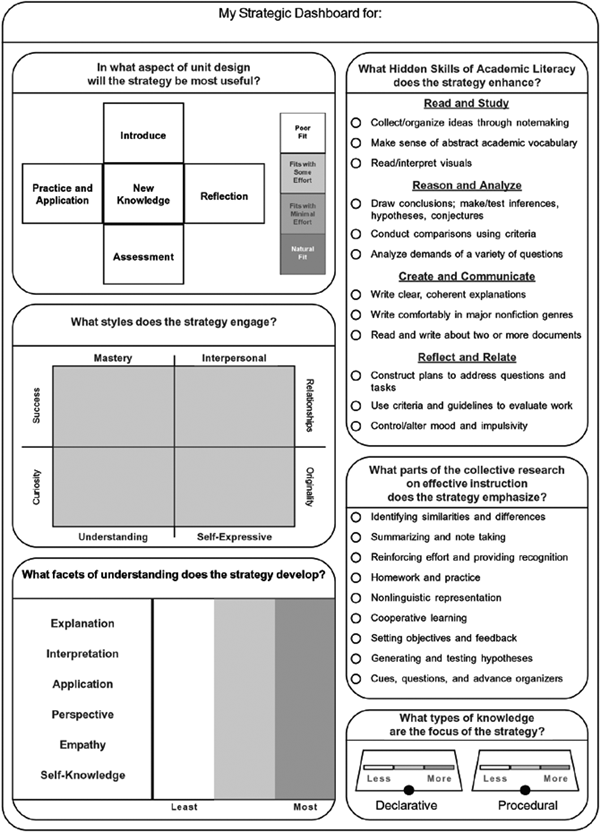 My Strategic Dashboard for:
In what aspect of unit design
will the strategy be most useful?
Introduce
Practice and
Application
New
Knowledge
Reflection
Assessment
Poor
Fit
Fits with
Some
Effort
Fits with
Minimal
Effort
Natural
Fit
What styles does the strategy engage?
Mastery
Interpersonal
Success
Relationships
Curiosity
Originality
Understanding
Self-Expressive
What facets of understanding does the strategy develop?
Explanation
Interpretation
Application
Perspective
Empathy
Self-Knowledge
Least
Most
What Hidden Skills of Academic Literacy
does the strategy enhance?
Read and Study
Collect/organize ideas through notemaking
Make sense of abstract academic vocabulary
Read/interpret visuals
Reason and Analyze
Draw conclusions; make/test inferences,
hypotheses, conjectures
Conduct comparisons using criteria
Analyze demands of a variety of questions
Create and Communicate
Write clear, coherent explanations
Write comfortably in major nonfiction genres
Read and write about two or more documents
Reflect and Relate
Construct plans to address questions and
tasks
Use criteria and guidelines to evaluate work
Control/alter mood and impulsivity
What parts of the collective research
on effective instruction
does the strategy emphasize?
Identifying similarities and differences
Summarizing and note taking
Reinforcing effort and providing recognition
Homework and practice
Nonlinguistic representation
Cooperative learning
Setting objectives and feedback
Generating and testing hypotheses
Cues, questions, and advance organizers
What types of knowledge
are the focus of the strategy?
Less More
Declarative
Less More
Procedural